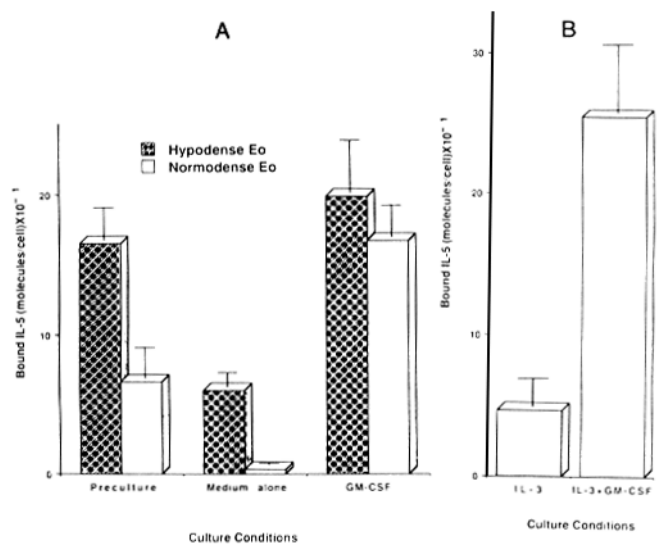 A
B
Hypodense Eo
Normodense Eo
Bound IL-5 (molecules/cell)X10⁻¹
20
10
0
Preculture
Medium alone
GM-CSF
Culture Conditions
Bound IL-5 (molecules/cell)X10⁻¹
30
20
10
0
IL-3
IL-3+GM-CSF
Culture Conditions